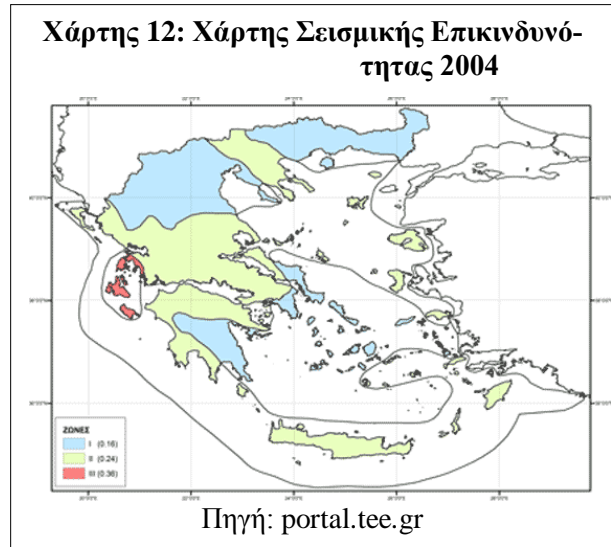 Χάρτης 12: Χάρτης Σεισμικής Επικινδυνό-
τητας 2004
ΖΩΝΕΣ
I (0.16)
II (0.24)
III (0.36)
Πηγή: portal.tee.gr